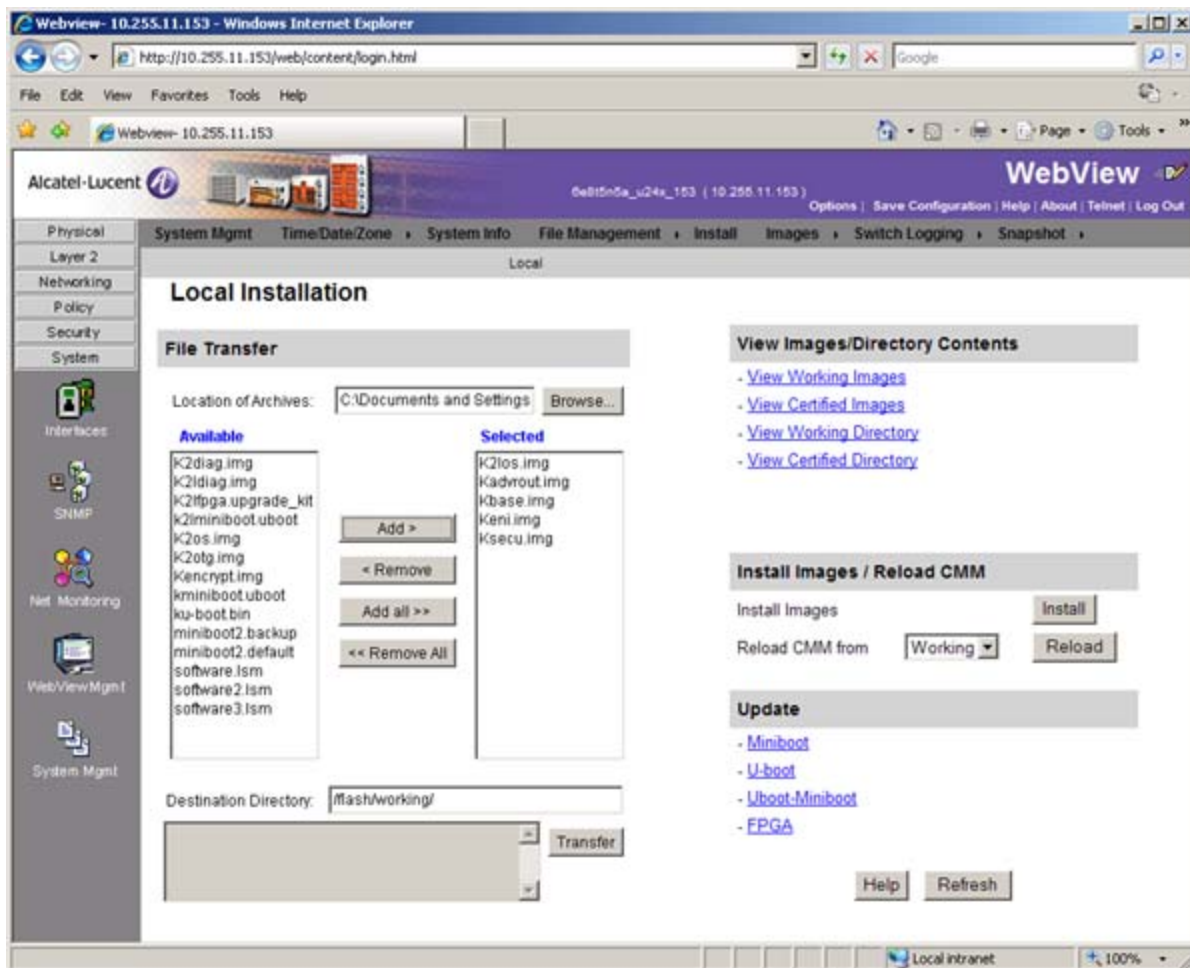 Webview- 10.255.11.153 - Windows Internet Explorer
http://10.255.11.153/web/content/login.html
Google
File Edit View Favorites Tools Help
Webview- 10.255.11.153
Page Tools
Alcatel-Lucent
WebView
(10.255.11.153)
Options | Save Configuration | Help | About | Telnet | Log Out
Physical
Layer 2
Networking
Policy
Security
System
System Mgmt Time/Date/Zone System Info File Management Install Images Switch Logging Snapshot
Local
Interfaces
SNMP
Net Monitoring
WebViewMgmt
System Mgmt
Local Installation
File Transfer
Location of Archives: C:\Documents and Settings Browse...
Available
K2diag.img
K2ldiag.img
K2lfpga.upgrade_kit
k2lminiboot.uboot
K2os.img
K2otg.img
Kencrypt.img
kminiboot.uboot
ku-boot.bin
miniboot2.backup
miniboot2.default
software.lsm
software2.lsm
software3.lsm
Add >
< Remove
Add all >>
<< Remove All
Selected
K2los.img
Kadvrout.img
Kbase.img
Keni.img
Ksecu.img
Destination Directory: /flash/working/
Transfer
View Images/Directory Contents
- View Working Images
- View Certified Images
- View Working Directory
- View Certified Directory
Install Images / Reload CMM
Install Images Install
Reload CMM from Working Reload
Update
- Miniboot
- U-boot
- Uboot-Miniboot
- FPGA
Help Refresh
Local intranet 100%